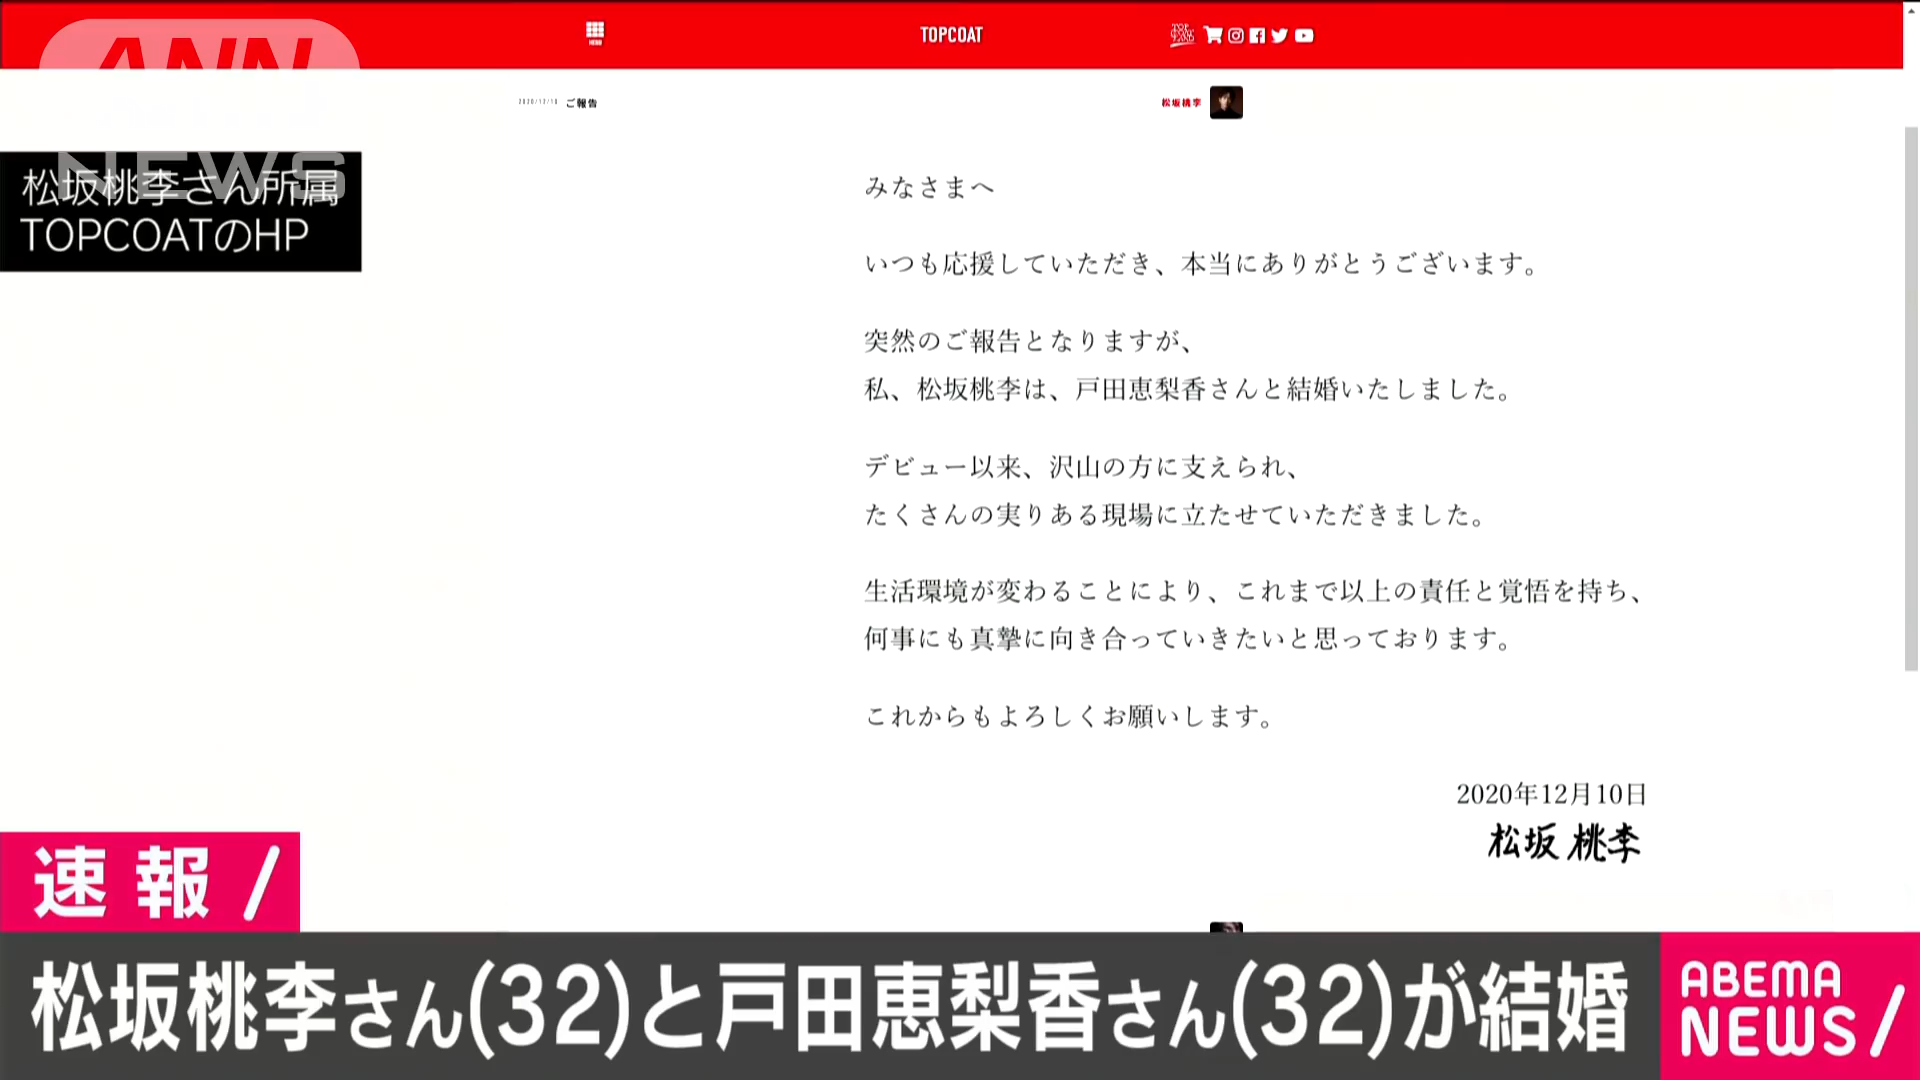 MENU
TOPCOAT
ANN
NEWS
2020/12/10 ご報告
松坂桃李
松坂桃李さん所属
TOPCOATのHP
みなさまへ
いつも応援していただき、本当にありがとうございます。
突然のご報告となりますが、
私、松坂桃李は、戸田恵梨香さんと結婚いたしました。
デビュー以来、沢山の方に支えられ、
たくさんの実りある現場に立たせていただきました。
生活環境が変わることにより、これまで以上の責任と覚悟を持ち、
何事にも真摯に向き合っていきたいと思っております。
これからもよろしくお願いします。
2020年12月10日
松坂 桃李
速報/
松坂桃李さん(32)と戸田恵梨香さん(32)が結婚
ABEMA
NEWS/